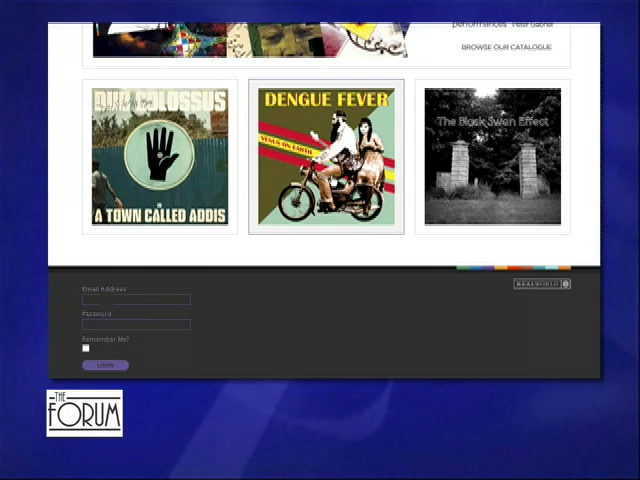 performances Peter Gabriel
BROWSE OUR CATALOGUE
DUB COLOSSUS
A TOWN CALLED ADDIS
DENGUE FEVER
VENUS ON EARTH
The Black Swan Effect
REALWORLD
Email Address
Password
Remember Me?
LOGIN
THE
FORUM